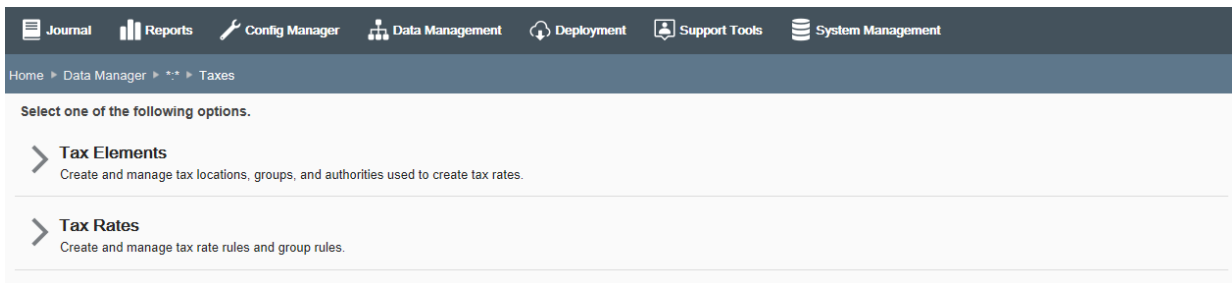 Journal Reports Config Manager Data Management Deployment Support Tools System Management
Home ▸ Data Manager ▸ *:* ▸ Taxes
Select one of the following options.
Tax Elements
Create and manage tax locations, groups, and authorities used to create tax rates.
Tax Rates
Create and manage tax rate rules and group rules.